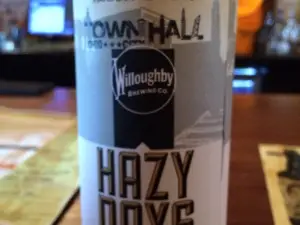 TOWN HALL
Willoughby
BREWING CO.
HAZY
DAYS